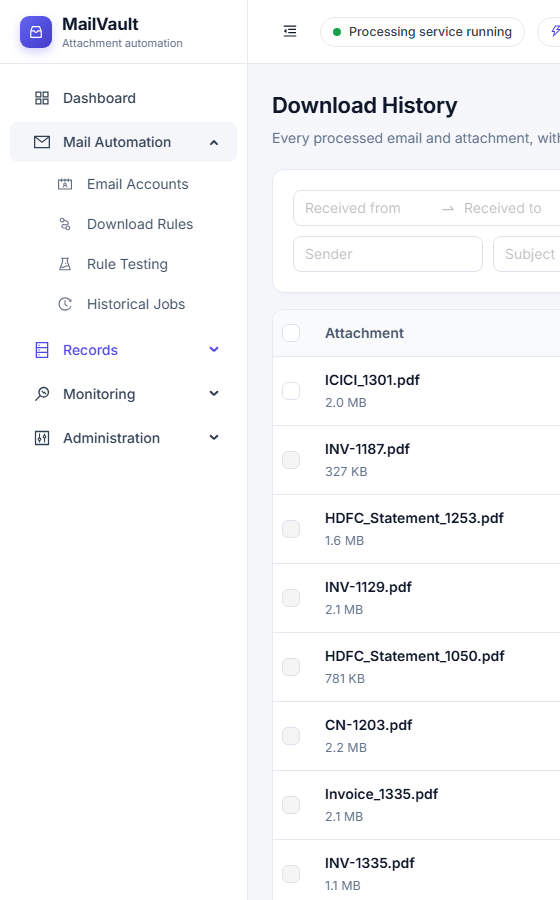 MailVault
Attachment automation
Dashboard
Mail Automation
Email Accounts
Download Rules
Rule Testing
Historical Jobs
Records
Monitoring
Administration
Processing service running
Download History
Every processed email and attachment, with
Received from → Received to
Sender
Subject
Attachment
ICICI_1301.pdf
2.0 MB
INV-1187.pdf
327 KB
HDFC_Statement_1253.pdf
1.6 MB
INV-1129.pdf
2.1 MB
HDFC_Statement_1050.pdf
781 KB
CN-1203.pdf
2.2 MB
Invoice_1335.pdf
2.1 MB
INV-1335.pdf
1.1 MB